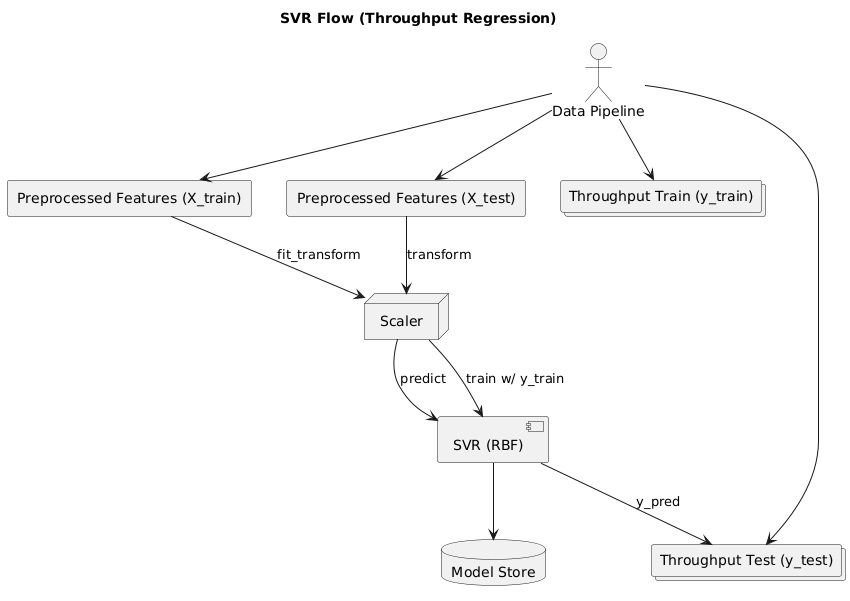 SVR Flow (Throughput Regression)
Data Pipeline
Preprocessed Features (X_train)
Preprocessed Features (X_test)
Throughput Train (y_train)
fit_transform
transform
Scaler
predict
train w/ y_train
SVR (RBF)
y_pred
Model Store
Throughput Test (y_test)